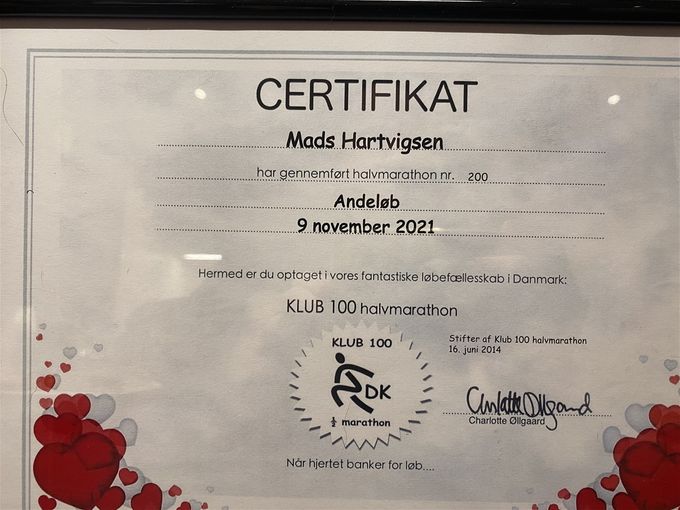 CERTIFIKAT
Mads Hartvigsen
har gennemført halvmarathon nr. 200
Andeløb
9 november 2021
Hermed er du optaget i vores fantastiske løbefællesskab i Danmark:
KLUB 100 halvmarathon
KLUB 100
DK
½ marathon
Stifter af Klub 100 halvmarathon
16. juni 2014
Charlotte Øllgaard
Charlotte Øllgaard
Når hjertet banker for løb....